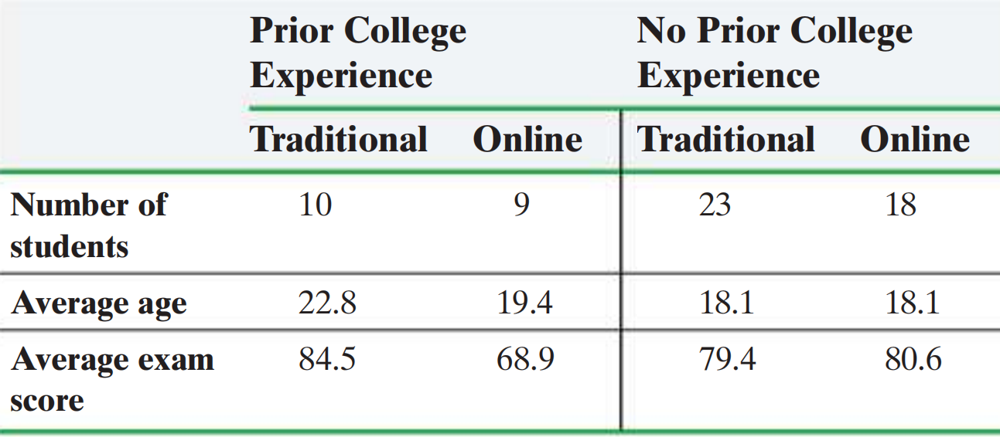 Prior College No Prior College
Experience Experience
Traditional Online Traditional Online
Number of 10 9 23 18
students
Average age 22.8 19.4 18.1 18.1
Average exam 84.5 68.9 79.4 80.6
score